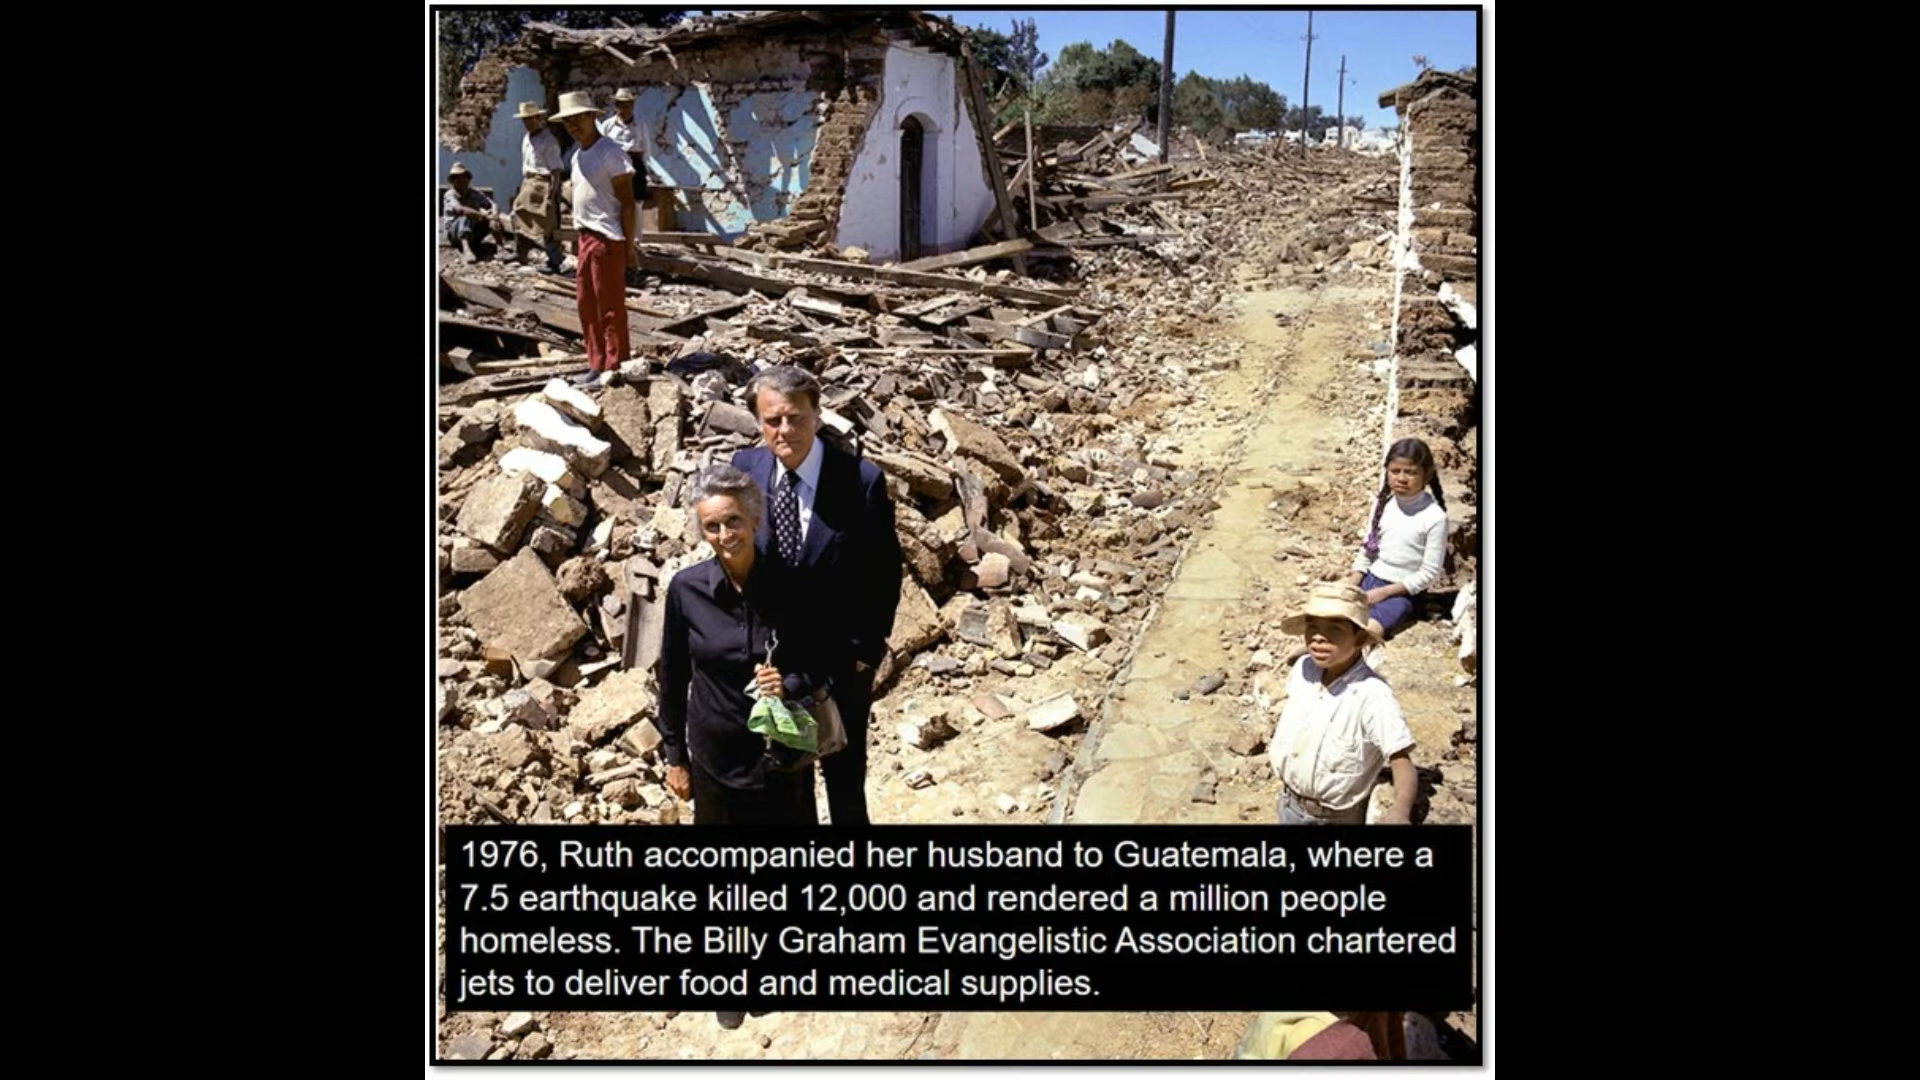 1976, Ruth accompanied her husband to Guatemala, where a
7.5 earthquake killed 12,000 and rendered a million people
homeless. The Billy Graham Evangelistic Association chartered
jets to deliver food and medical supplies.